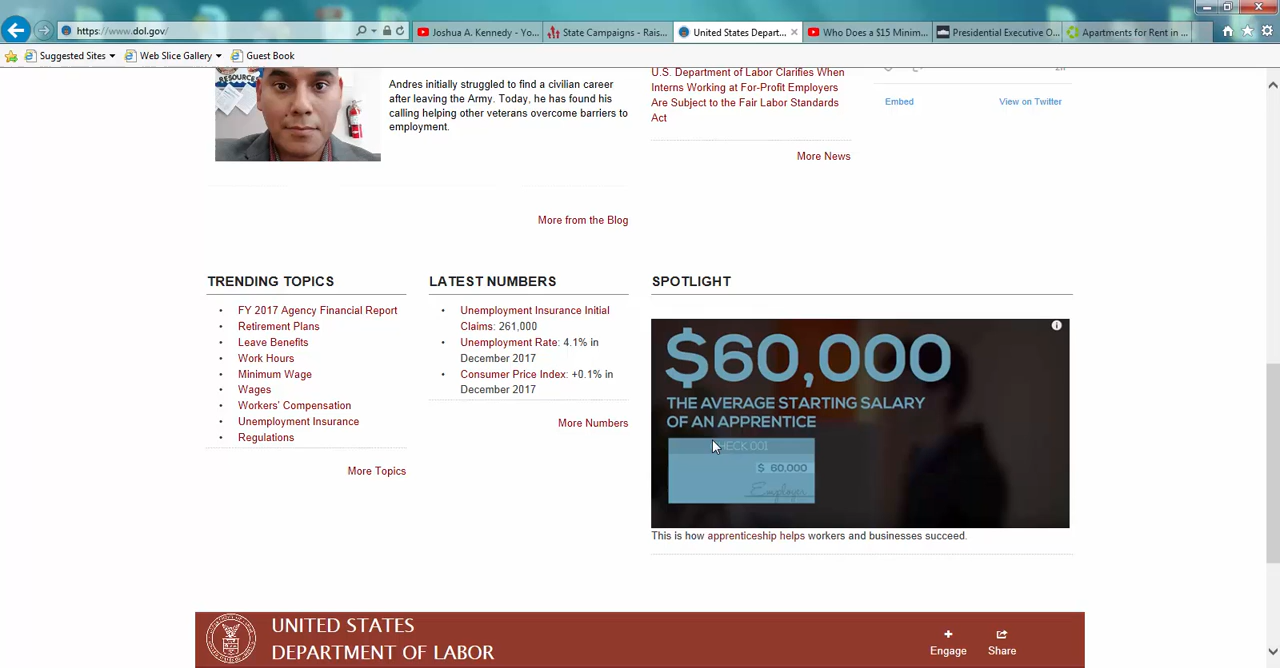 https://www.dol.gov/
Joshua A. Kennedy - Yo...
State Campaigns - Rais...
United States Depart...
Who Does a $15 Minim...
Presidential Executive O...
Apartments for Rent in ...
Suggested Sites
Web Slice Gallery
Guest Book
RESOURCE
Andres initially struggled to find a civilian career
after leaving the Army. Today, he has found his
calling helping other veterans overcome barriers to
employment.
More from the Blog
U.S. Department of Labor Clarifies When
Interns Working at For-Profit Employers
Are Subject to the Fair Labor Standards
Act
More News
Embed
View on Twitter
TRENDING TOPICS
FY 2017 Agency Financial Report
Retirement Plans
Leave Benefits
Work Hours
Minimum Wage
Wages
Workers' Compensation
Unemployment Insurance
Regulations
More Topics
LATEST NUMBERS
Unemployment Insurance Initial
Claims: 261,000
Unemployment Rate: 4.1% in
December 2017
Consumer Price Index: +0.1% in
December 2017
More Numbers
SPOTLIGHT
$60,000
THE AVERAGE STARTING SALARY
OF AN APPRENTICE
CHECK 001
$ 60,000
Employer
This is how apprenticeship helps workers and businesses succeed.
UNITED STATES
DEPARTMENT OF LABOR
Engage
Share